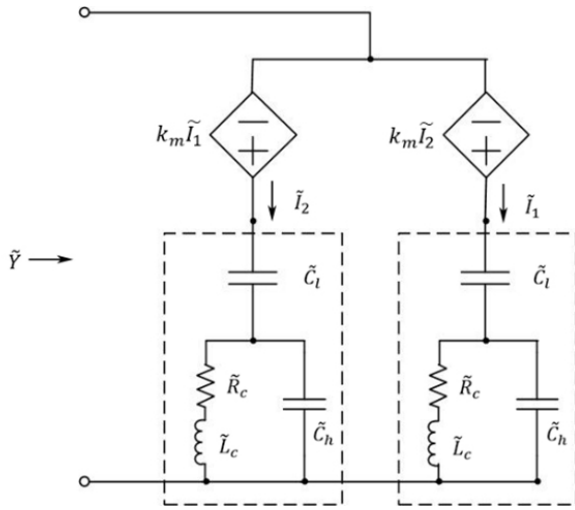 k_m Ĩ_1
k_m Ĩ_2
Ĩ_2
Ĩ_1
Ỹ
C̃_l
C̃_l
R̃_c
R̃_c
C̃_h
C̃_h
L̃_c
L̃_c